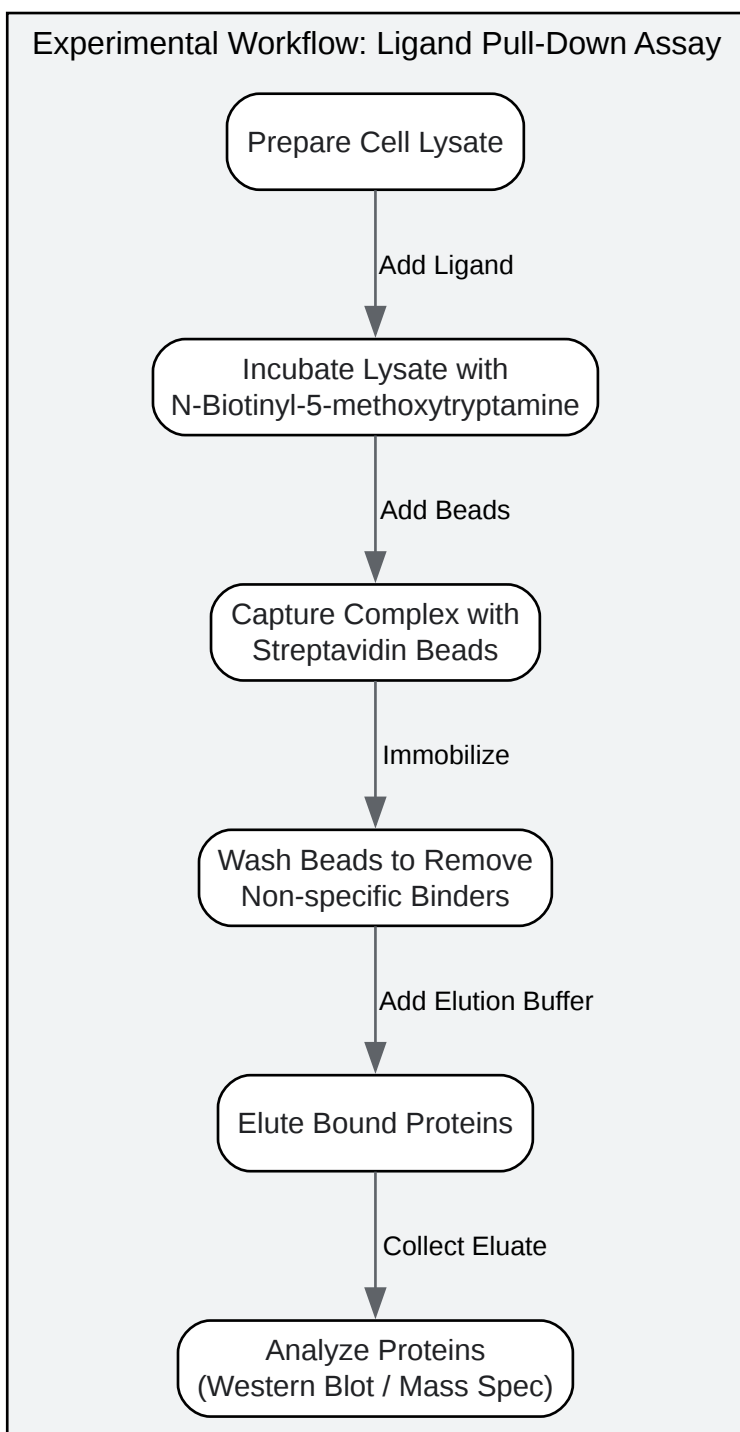 Experimental Workflow: Ligand Pull-Down Assay
Prepare Cell Lysate
Add Ligand
Incubate Lysate with
N-Biotinyl-5-methoxytryptamine
Add Beads
Capture Complex with
Streptavidin Beads
Immobilize
Wash Beads to Remove
Non-specific Binders
Add Elution Buffer
Elute Bound Proteins
Collect Eluate
Analyze Proteins
(Western Blot / Mass Spec)